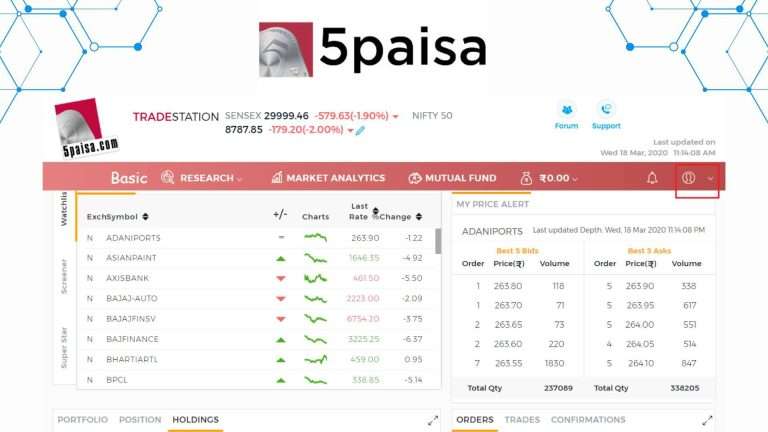 5paisa
5paisa.com
TRADESTATION SENSEX 29999.46 -579.63(-1.90%) NIFTY 50
8787.85 -179.20(-2.00%)
Forum Support
Last updated on
Wed 18 Mar, 2020 11:14:08 AM
Basic RESEARCH MARKET ANALYTICS MUTUAL FUND ₹0.00
Watchlist
Screener
Super Star
Exch Symbol +/- Charts Last Rate %Change
N ADANIPORTS – 263.90 -1.22
N ASIANPAINT 1646.35 -4.92
N AXISBANK 461.50 -5.50
N BAJAJ-AUTO 2223.00 -2.09
N BAJAJFINSV 6754.20 -3.75
N BAJFINANCE 3225.25 -6.37
N BHARTIARTL 459.00 0.95
N BPCL 338.85 -5.14
MY PRICE ALERT
ADANIPORTS Last updated Depth. Wed, 18 Mar, 2020 11:14:08 PM
Best 5 Bids Best 5 Asks
Order Price(₹) Volume Order Price(₹) Volume
1 263.80 118 5 263.90 338
1 263.70 71 5 263.95 617
2 263.65 73 5 264.00 551
2 263.60 220 4 264.05 514
7 263.55 1830 5 264.10 847
Total Qty 237089 Total Qty 338205
PORTFOLIO POSITION HOLDINGS
ORDERS TRADES CONFIRMATIONS